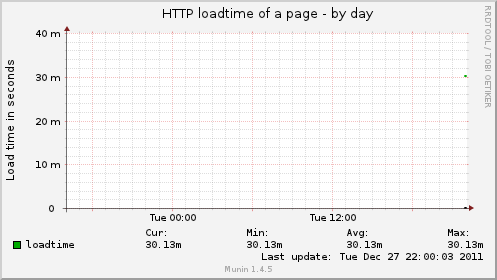 HTTP loadtime of a page - by day
RRDTOOL / TOBI OETIKER
Load time in seconds
40 m
30 m
20 m
10 m
0
Tue 00:00 Tue 12:00
Cur: Min: Avg: Max:
loadtime 30.13m 30.13m 30.13m 30.13m
Last update: Tue Dec 27 22:00:03 2011
Munin 1.4.5